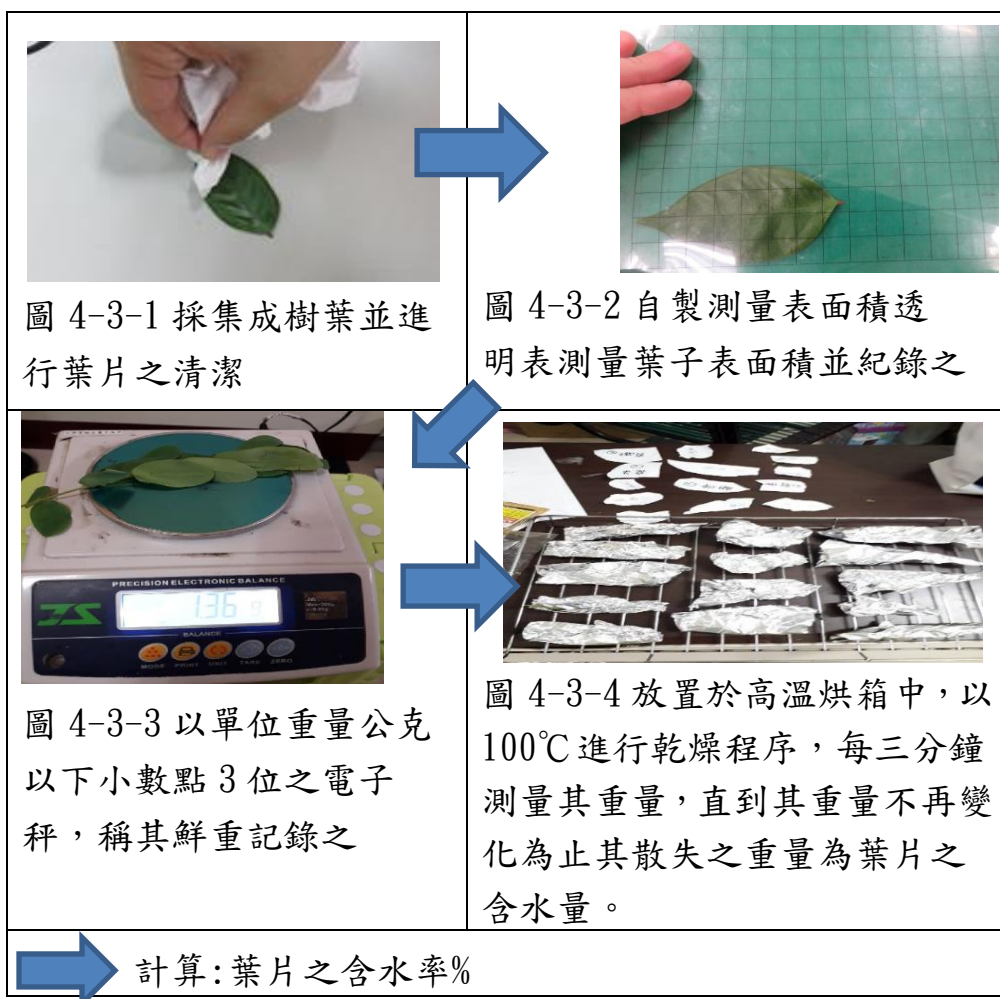 圖 4-3-1 採集成樹葉並進
行葉片之清潔
圖 4-3-2 自製測量表面積透
明表測量葉子表面積並紀錄之
PRECISION ELECTRONIC BALANCE
JS
136 g
BALANCE
MODE PRINT UNIT TARE ZERO
圖 4-3-3 以單位重量公克
以下小數點 3 位之電子
秤，稱其鮮重記錄之
圖 4-3-4 放置於高溫烘箱中，以
100℃進行乾燥程序，每三分鐘
測量其重量，直到其重量不再變
化為止其散失之重量為葉片之
含水量。
計算:葉片之含水率%